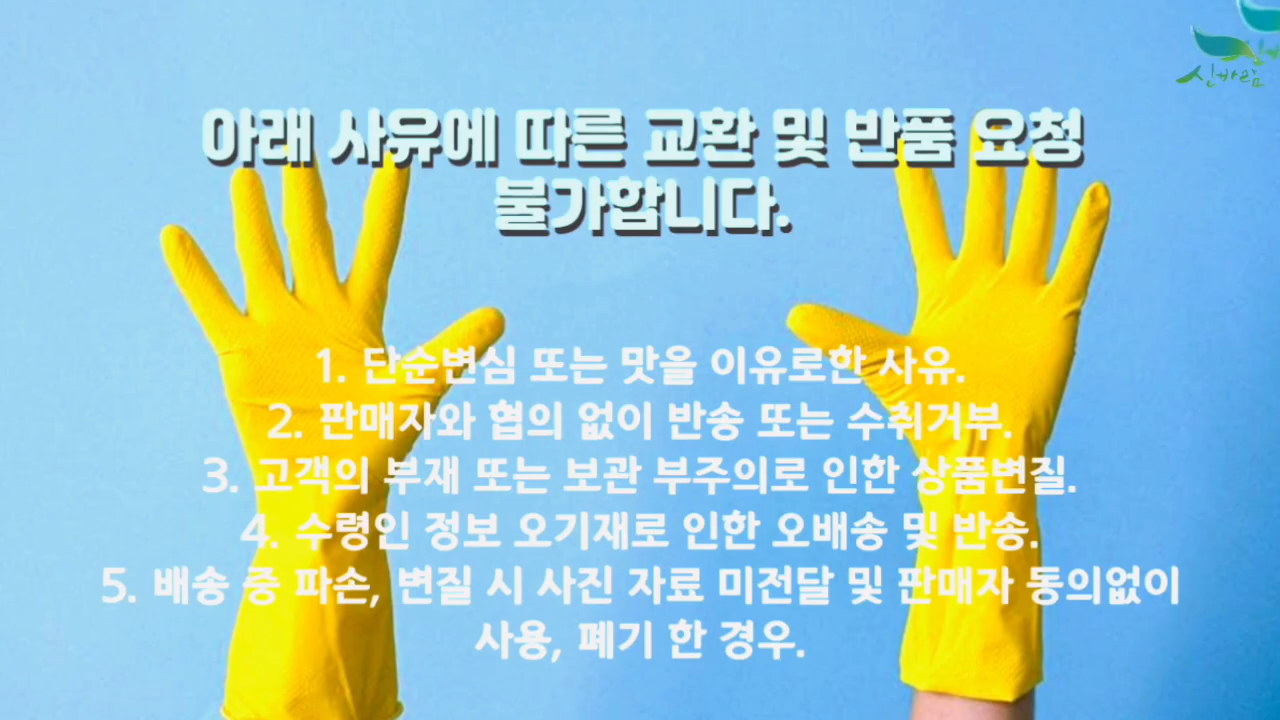 신바람
아래 사유에 따른 교환 및 반품 요청
불가합니다.
1. 단순변심 또는 맛을 이유로한 사유.
2. 판매자와 협의 없이 반송 또는 수취거부.
3. 고객의 부재 또는 보관 부주의로 인한 상품변질.
4. 수령인 정보 오기재로 인한 오배송 및 반송.
5. 배송 중 파손, 변질 시 사진 자료 미전달 및 판매자 동의없이
사용, 폐기 한 경우.